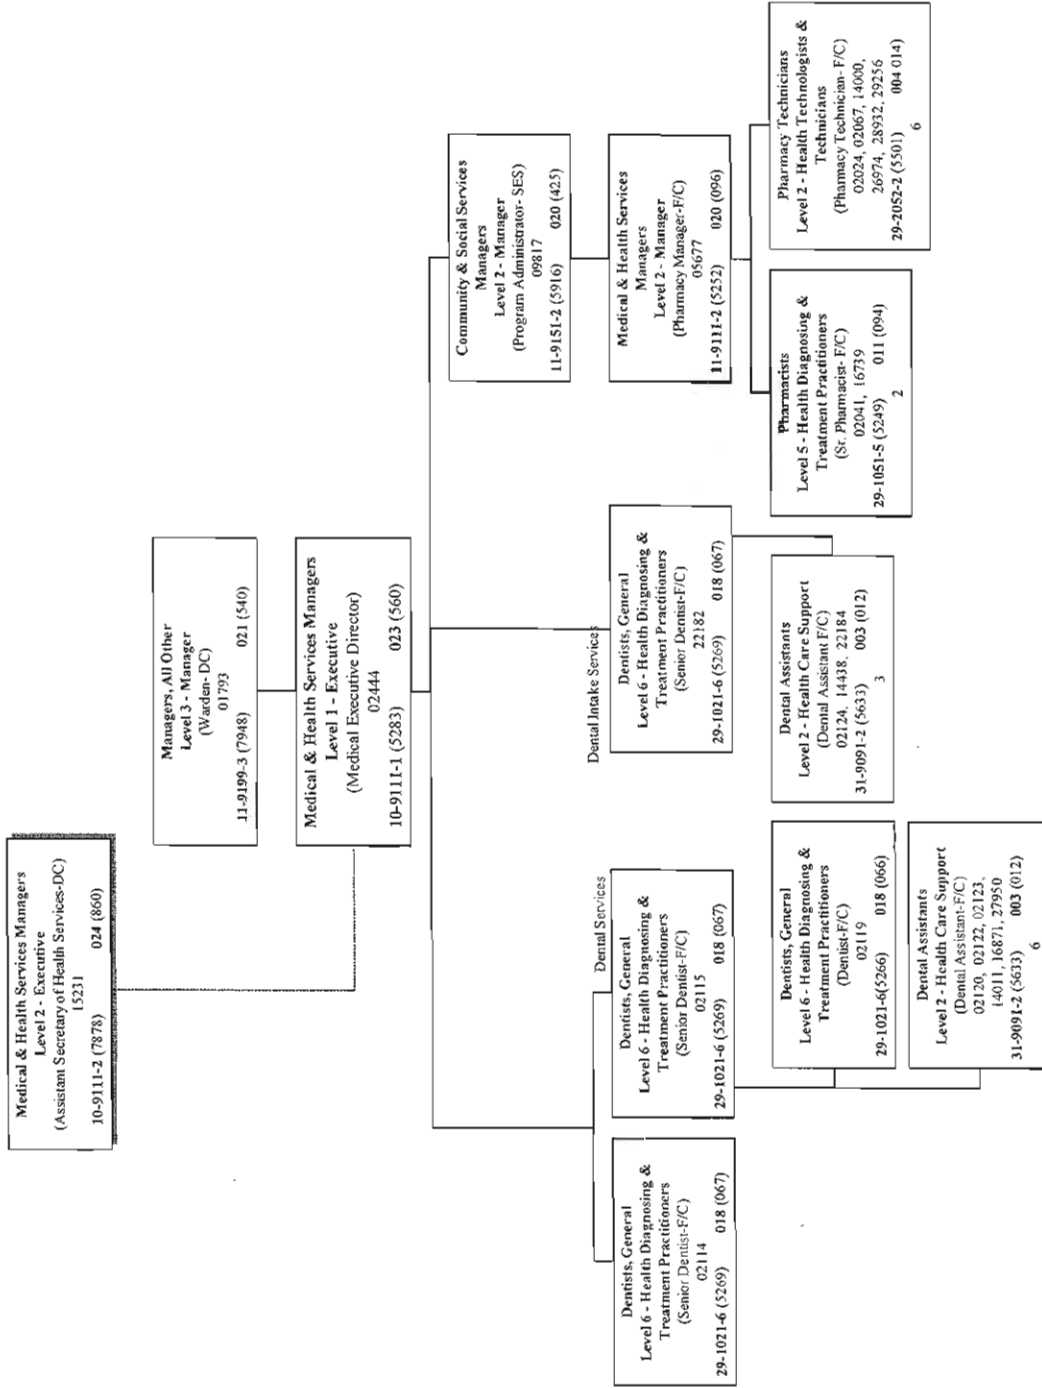 Medical & Health Services Managers
Level 2 - Executive
(Assistant Secretary of Health Services-DC)
15231
10-9111-2 (7878) 024 (860)
Managers, All Other
Level 3 - Manager
(Warden- DC)
01793
11-9199-3 (7948) 021 (540)
Medical & Health Services Managers
Level 1 - Executive
(Medical Executive Director)
02444
10-9111-1 (5283) 023 (560)
Dental Services
Dentists, General
Level 6 - Health Diagnosing &
Treatment Practitioners
(Senior Dentist-F/C)
02114
29-1021-6 (5269) 018 (067)
Dentists, General
Level 6 - Health Diagnosing &
Treatment Practitioners
(Senior Dentist-F/C)
02115
29-1021-6 (5269) 018 (067)
Dentists, General
Level 6 - Health Diagnosing &
Treatment Practitioners
(Dentist-F/C)
02119
29-1021-6(5266) 018 (066)
Dental Assistants
Level 2 - Health Care Support
(Dental Assistant-F/C)
02120, 02122, 02123,
14011, 16871, 27950
31-9091-2 (5633) 003 (012)
6
Dental Intake Services
Dentists, General
Level 6 - Health Diagnosing &
Treatment Practitioners
(Senior Dentist-F/C)
22182
29-1021-6 (5269) 018 (067)
Dental Assistants
Level 2 - Health Care Support
(Dental Assistant F/C)
02124, 14438, 22184
31-9091-2 (5633) 003 (012)
3
Community & Social Services
Managers
Level 2 - Manager
(Program Administrator- SES)
09817
11-9151-2 (5916) 020 (425)
Medical & Health Services
Managers
Level 2 - Manager
(Pharmacy Manager-F/C)
05677
11-9111-2 (5252) 020 (096)
Pharmacists
Level 5 - Health Diagnosing &
Treatment Practitioners
(Sr. Pharmacist- F/C)
02041, 16739
29-1051-5 (5249) 011 (094)
2
Pharmacy Technicians
Level 2 - Health Technologists &
Technicians
(Pharmacy Technician- F/C)
02024, 02067, 14000,
26974, 28932, 29256
29-2052-2 (5501) 004 014)
6